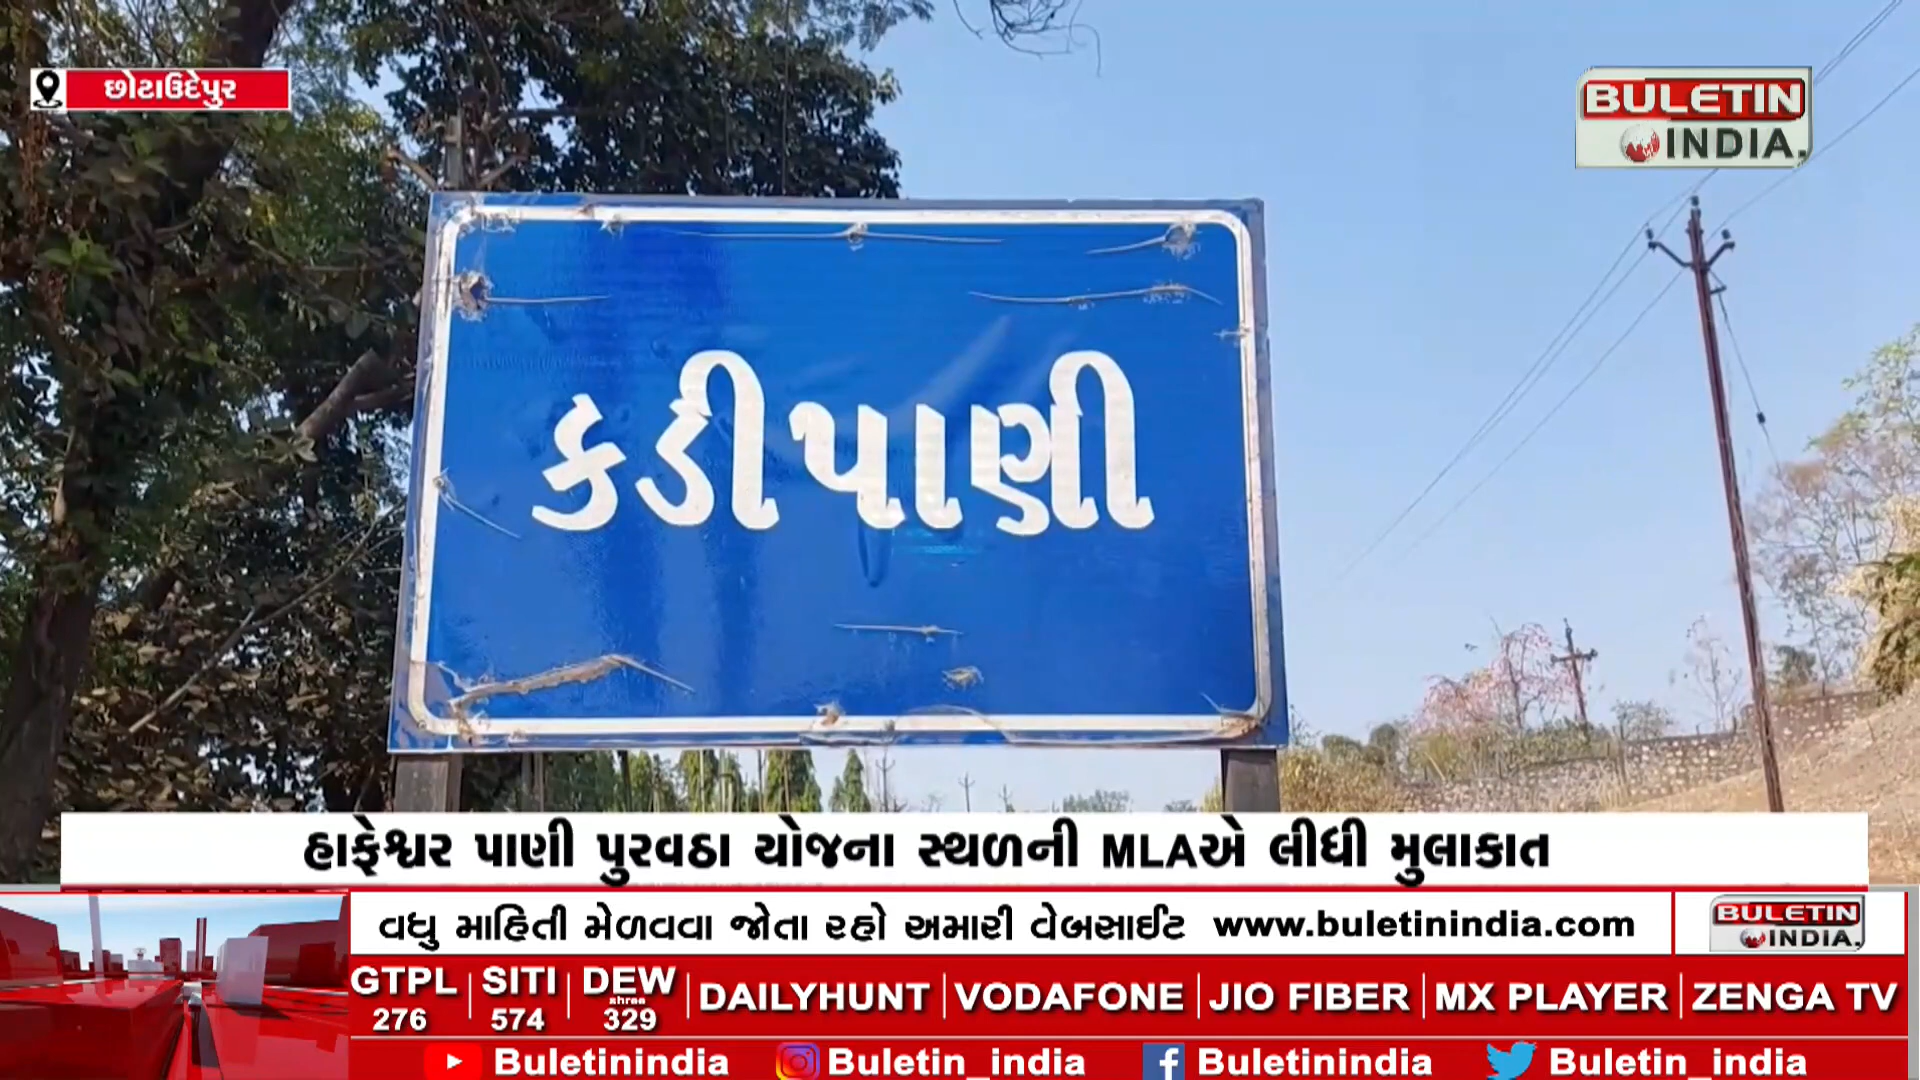 છોટાઉદેપુર
BULETIN
INDIA.
કડીપાણી
હાફેશ્વર પાણી પુરવઠા યોજના સ્થળની MLAએ લીધી મુલાકાત
વધુ માહિતી મેળવવા જોતા રહો અમારી વેબસાઈટ www.buletinindia.com
BULETIN
INDIA.
GTPL 276 | SITI 574 | DEW shree 329 | DAILYHUNT | VODAFONE | JIO FIBER | MX PLAYER | ZENGA TV
Buletinindia Buletin_india Buletinindia Buletin_india